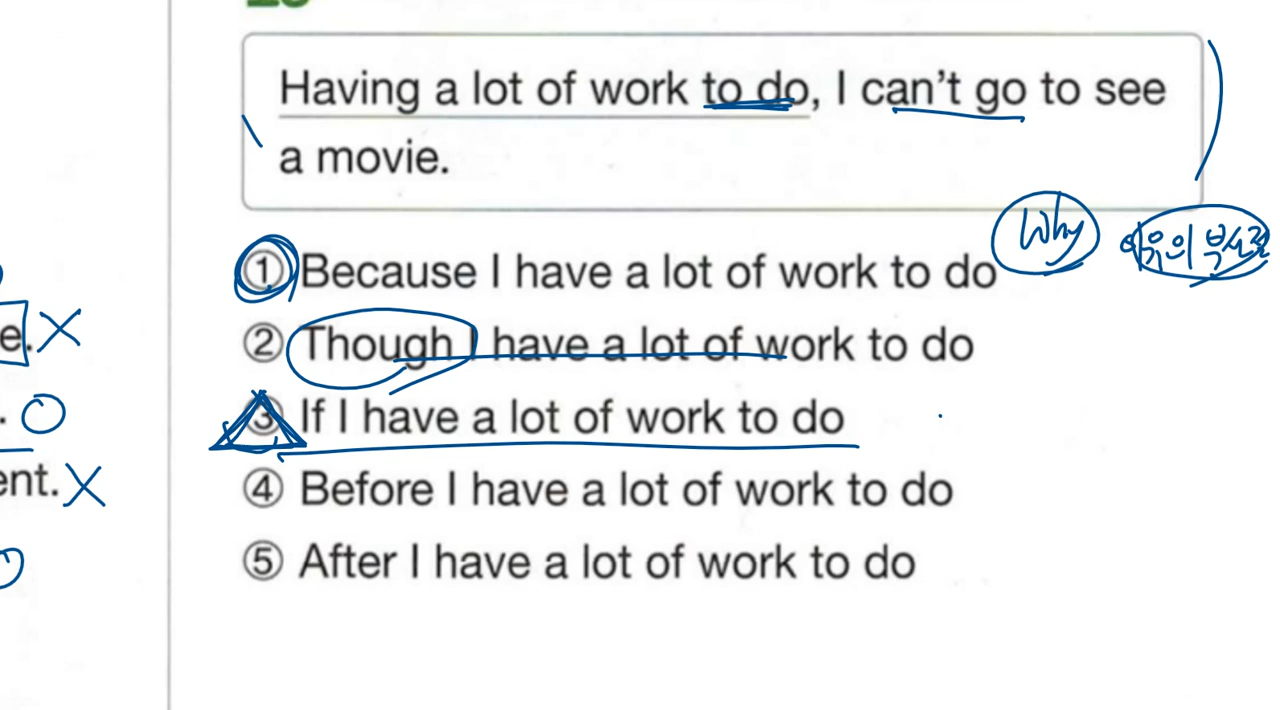 Having a lot of work to do, I can't go to see
a movie.
Why
이유의 부사절
① Because I have a lot of work to do
② Though I have a lot of work to do
③ If I have a lot of work to do
④ Before I have a lot of work to do
⑤ After I have a lot of work to do
e. X
. O
ent. X